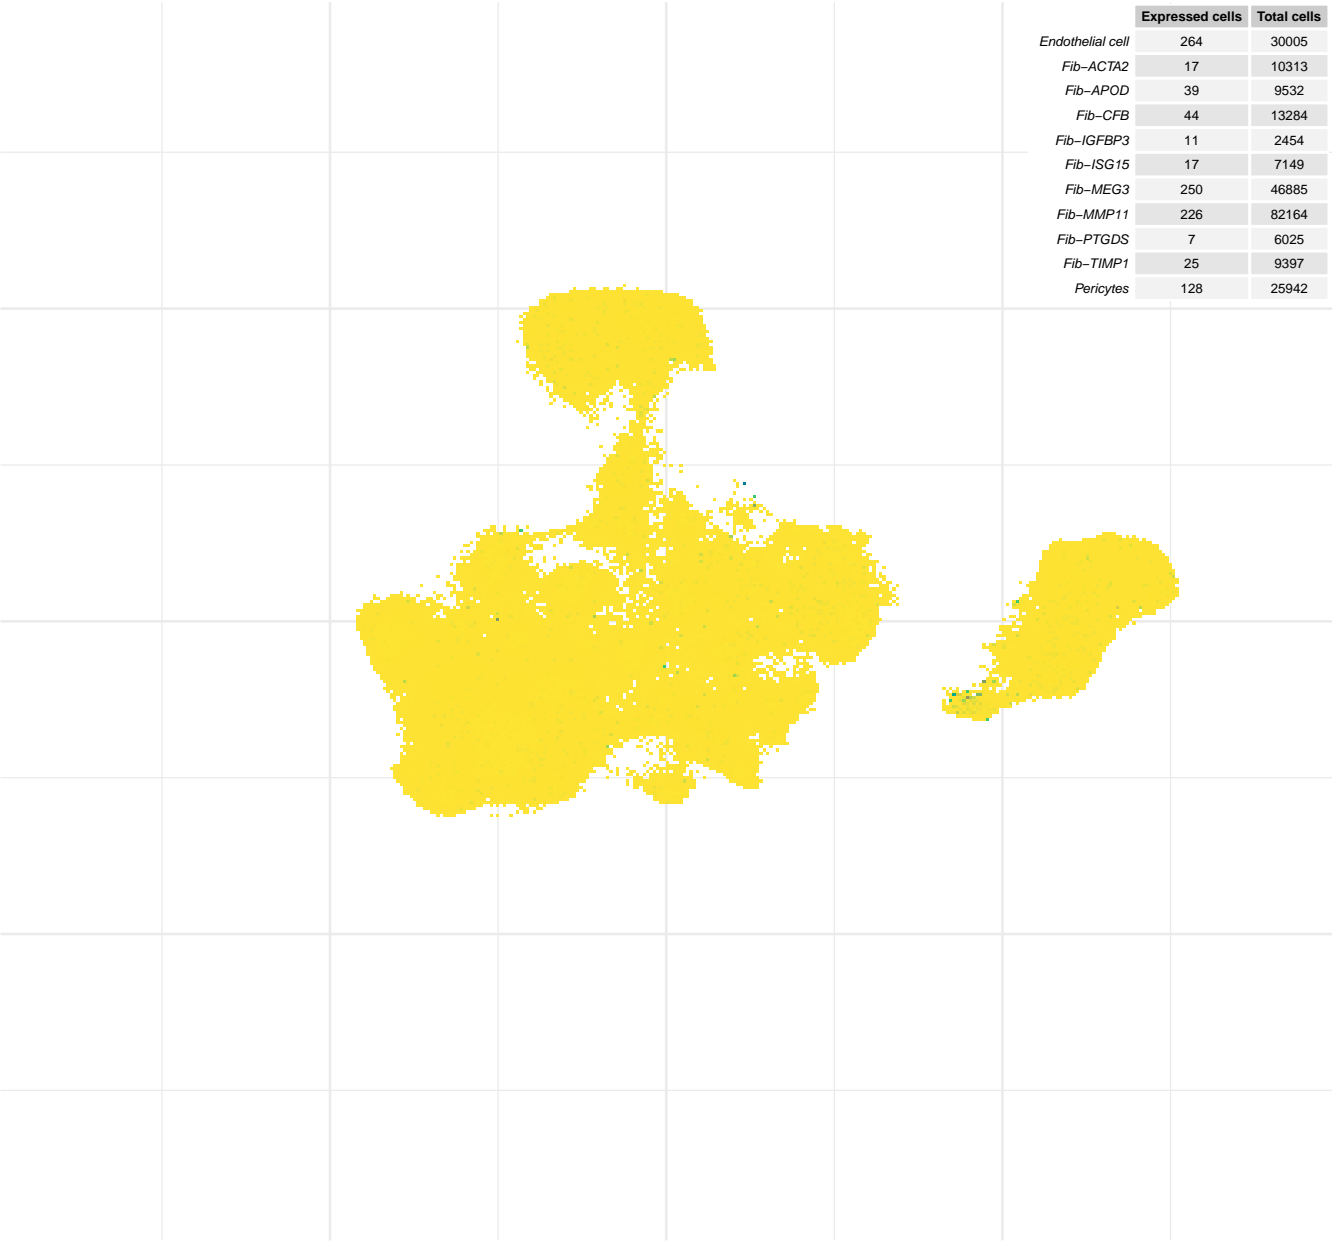 Expressed cells Total cells
Endothelial cell 264 30005
Fib−ACTA2 17 10313
Fib−APOD 39 9532
Fib−CFB 44 13284
Fib−IGFBP3 11 2454
Fib−ISG15 17 7149
Fib−MEG3 250 46885
Fib−MMP11 226 82164
Fib−PTGDS 7 6025
Fib−TIMP1 25 9397
Pericytes 128 25942